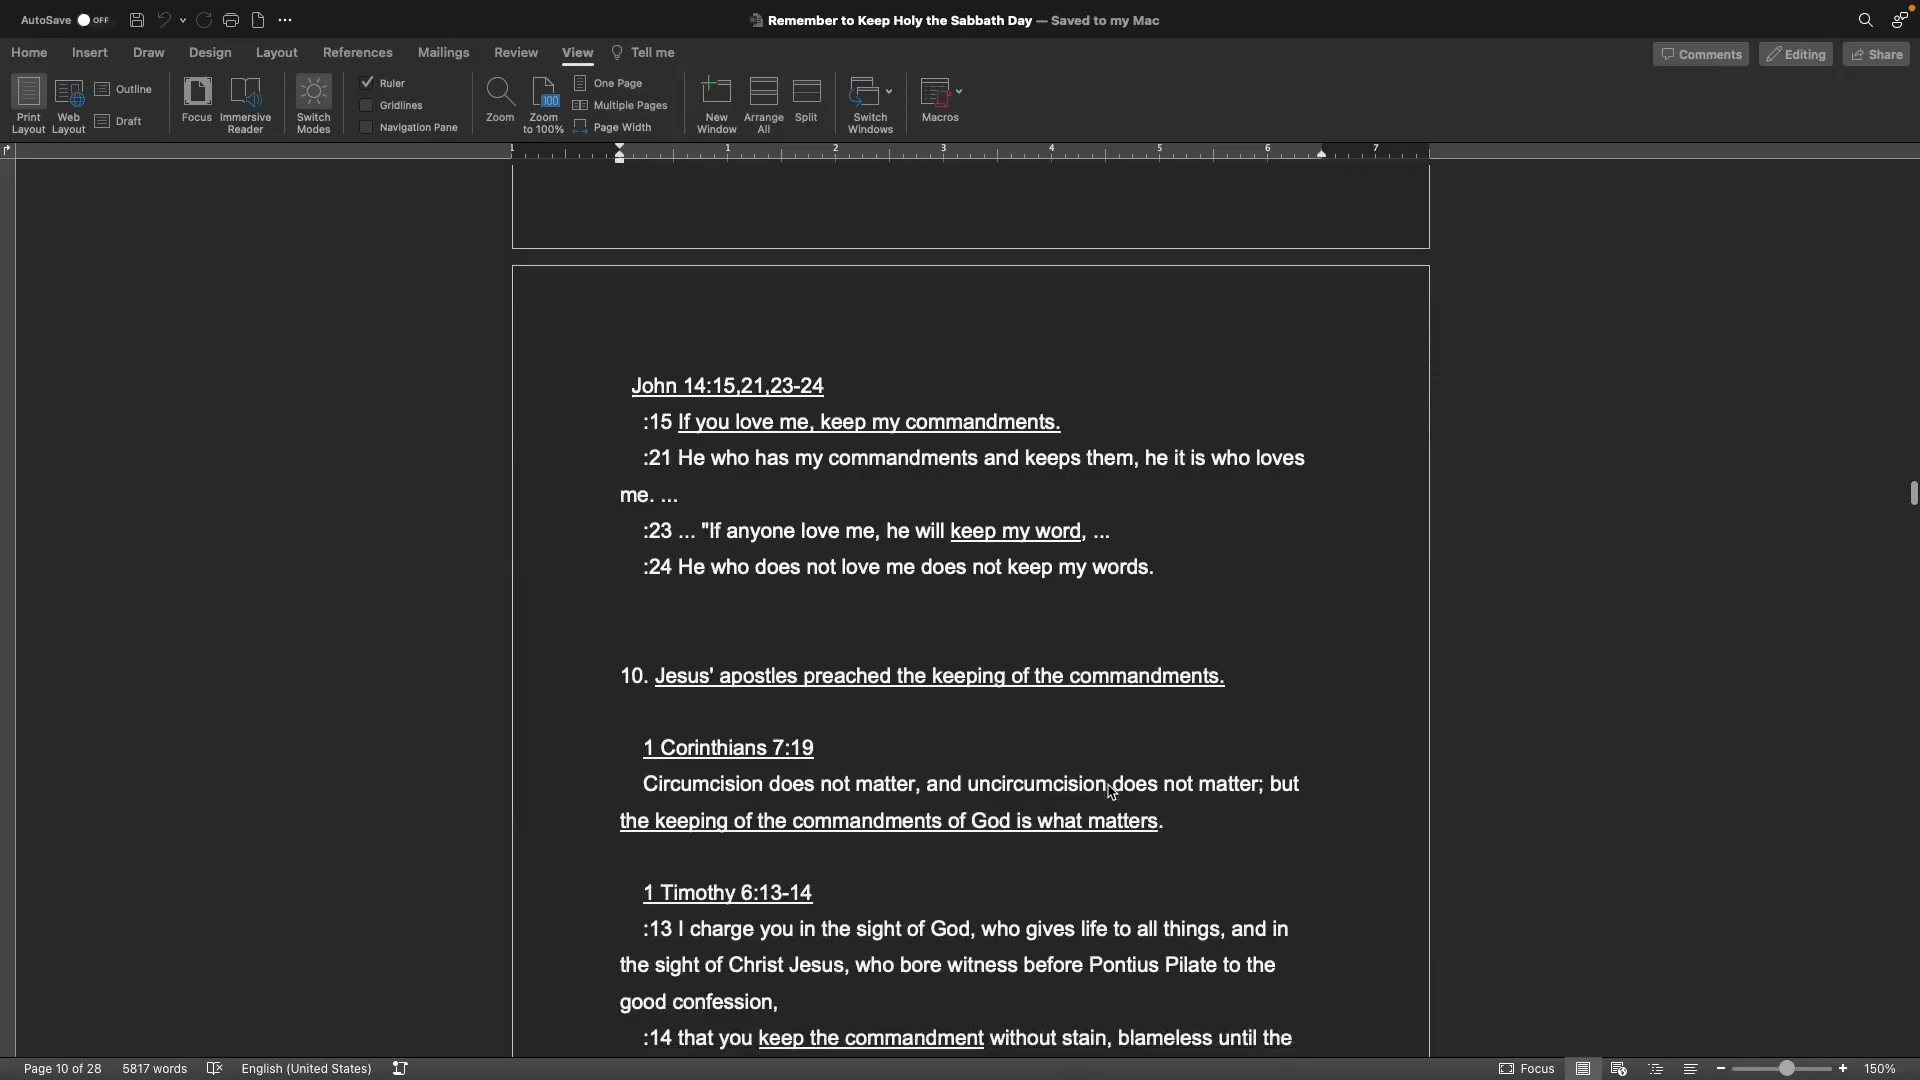 AutoSave OFF
Remember to Keep Holy the Sabbath Day — Saved to my Mac
Home Insert Draw Design Layout References Mailings Review View Tell me
Comments Editing Share
Print Layout
Web Layout
Outline
Draft
Focus
Immersive Reader
Switch Modes
Ruler
Gridlines
Navigation Pane
Zoom
100
Zoom to 100%
One Page
Multiple Pages
Page Width
New Window
Arrange All
Split
Switch Windows
Macros
1 1 2 3 4 5 6 7
John 14:15,21,23-24
:15 If you love me, keep my commandments.
:21 He who has my commandments and keeps them, he it is who loves
me. ...
:23 ... "If anyone love me, he will keep my word, ...
:24 He who does not love me does not keep my words.
10. Jesus' apostles preached the keeping of the commandments.
1 Corinthians 7:19
Circumcision does not matter, and uncircumcision does not matter; but
the keeping of the commandments of God is what matters.
1 Timothy 6:13-14
:13 I charge you in the sight of God, who gives life to all things, and in
the sight of Christ Jesus, who bore witness before Pontius Pilate to the
good confession,
:14 that you keep the commandment without stain, blameless until the
Page 10 of 28 5817 words English (United States) Focus 150%